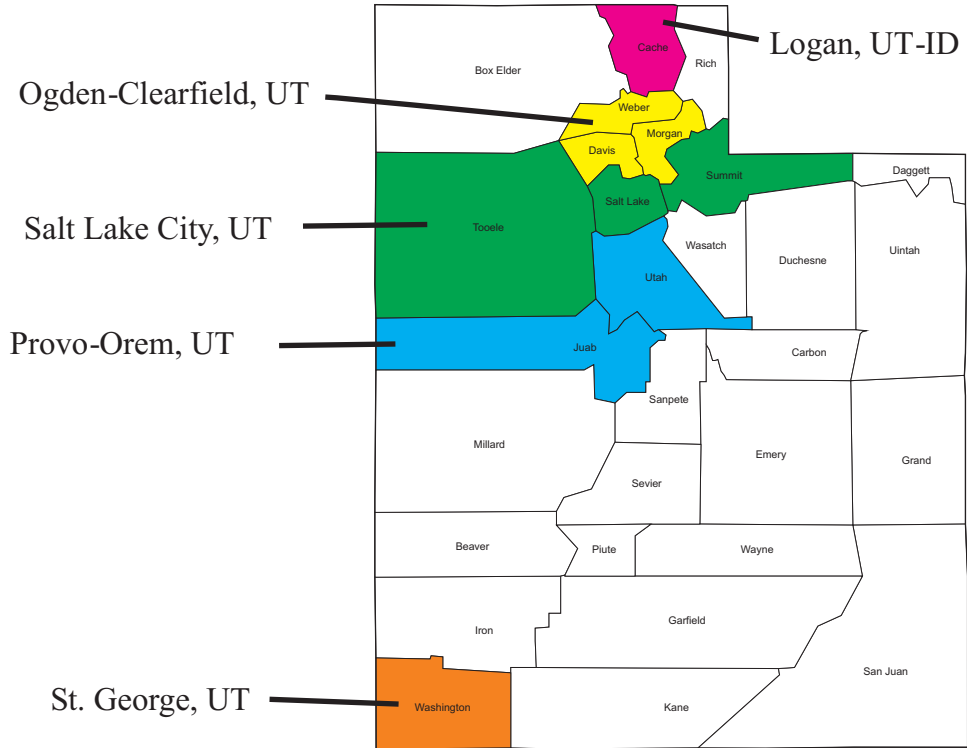 Cache
Logan, UT-ID
Rich
Box Elder
Ogden-Clearfield, UT
Weber
Morgan
Davis
Summit
Daggett
Salt Lake
Salt Lake City, UT
Tooele
Wasatch
Uintah
Duchesne
Utah
Provo-Orem, UT
Juab
Carbon
Sanpete
Millard
Emery
Grand
Sevier
Beaver
Piute
Wayne
Iron
Garfield
San Juan
St. George, UT
Washington
Kane